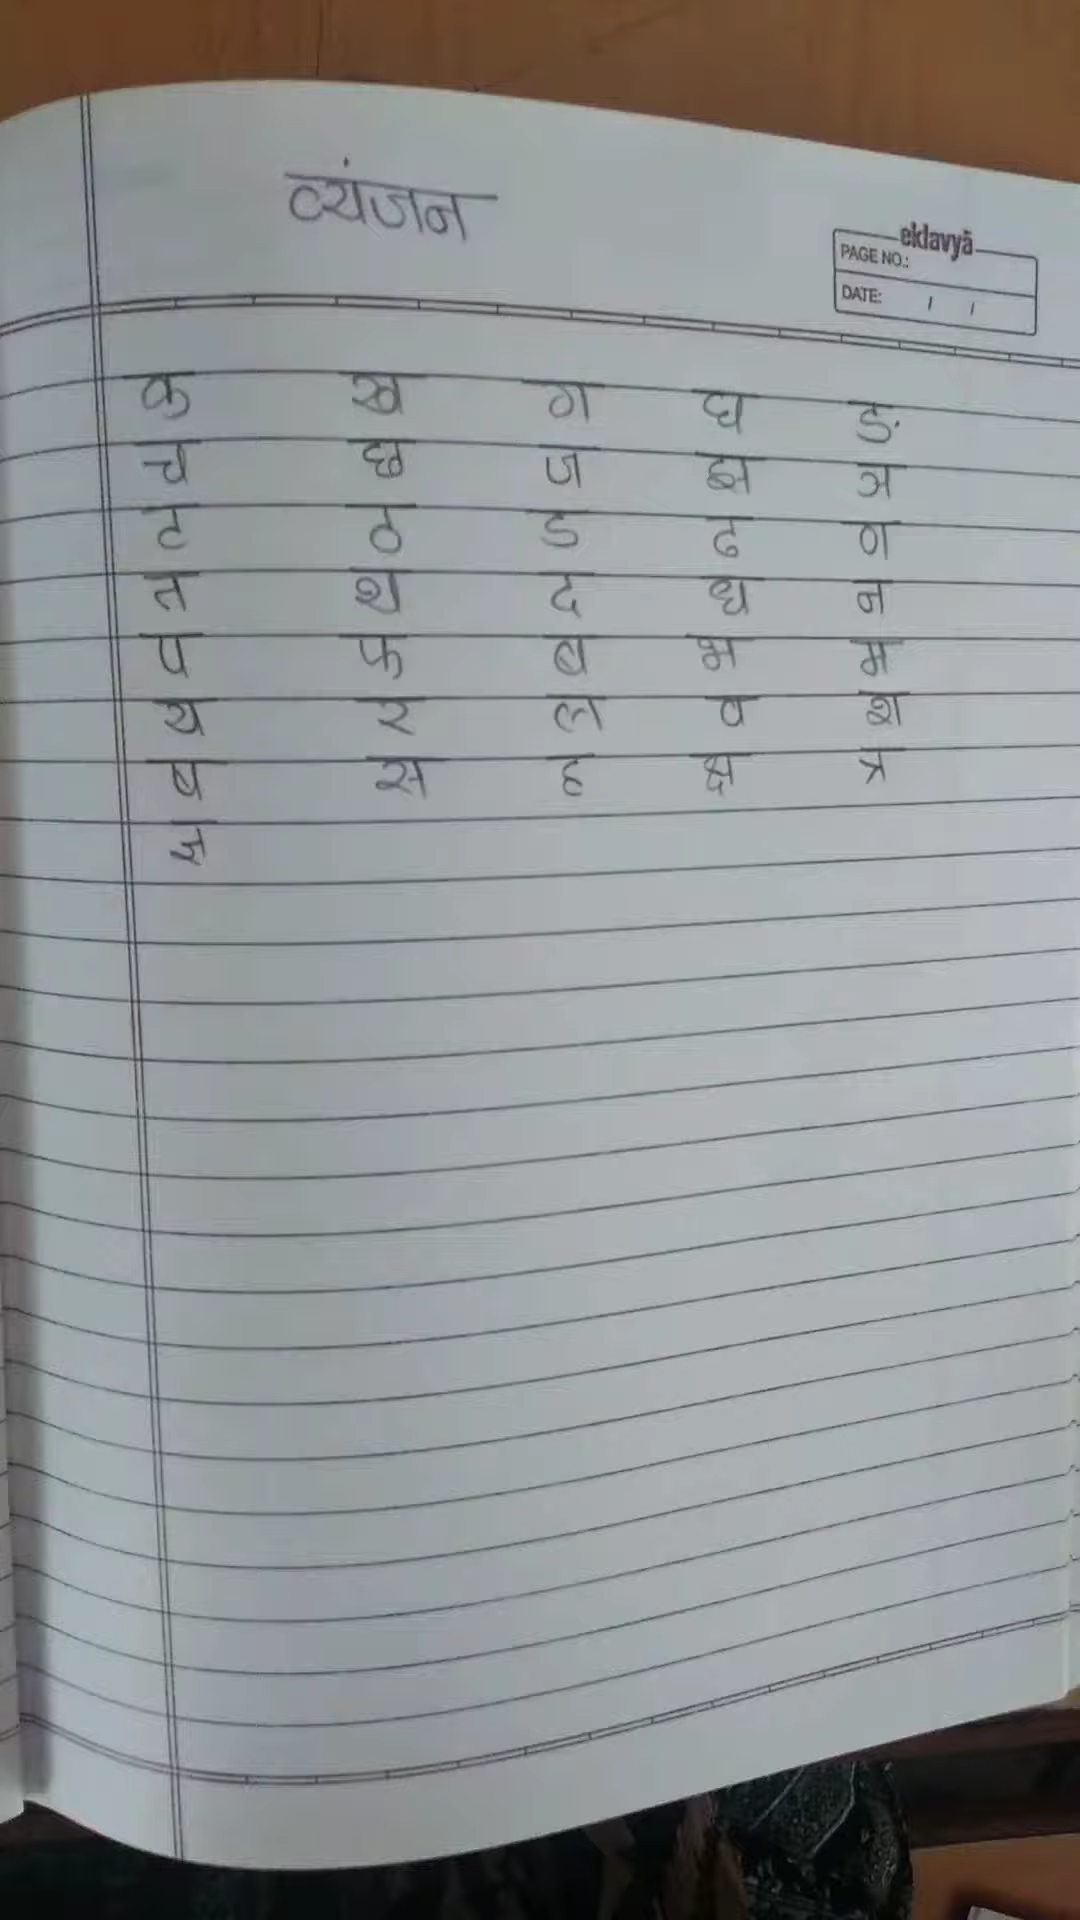 व्यंजन
eklavyā
PAGE NO.:
DATE: / /
क ख ग घ ङ
च छ ज झ ञ
ट ठ ड ढ ण
त थ द ध न
प फ ब भ म
य र ल व श
ष स ह क्ष त्र
ज्ञ